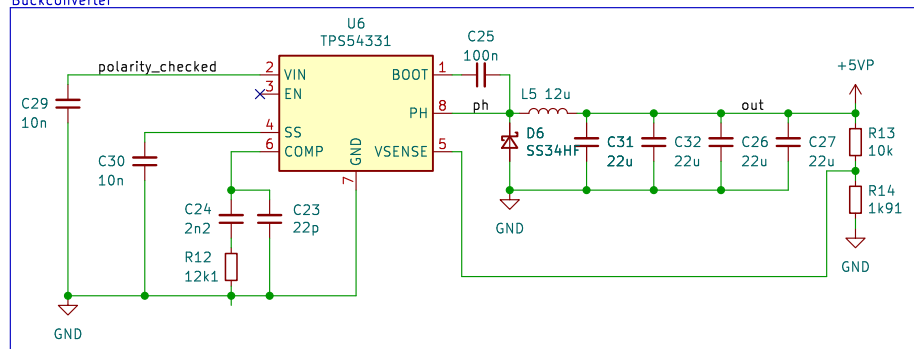 Buckconverter
U6
TPS54331
polarity_checked
2 VIN
3 EN
4 SS
6 COMP
GND
7
BOOT 1
PH 8
VSENSE 5
C25
100n
ph
L5 12u
out
+5VP
C29
10n
C30
10n
C24
2n2
C23
22p
R12
12k1
D6
SS34HF
C31
22u
C32
22u
C26
22u
C27
22u
R13
10k
R14
1k91
GND
GND
GND